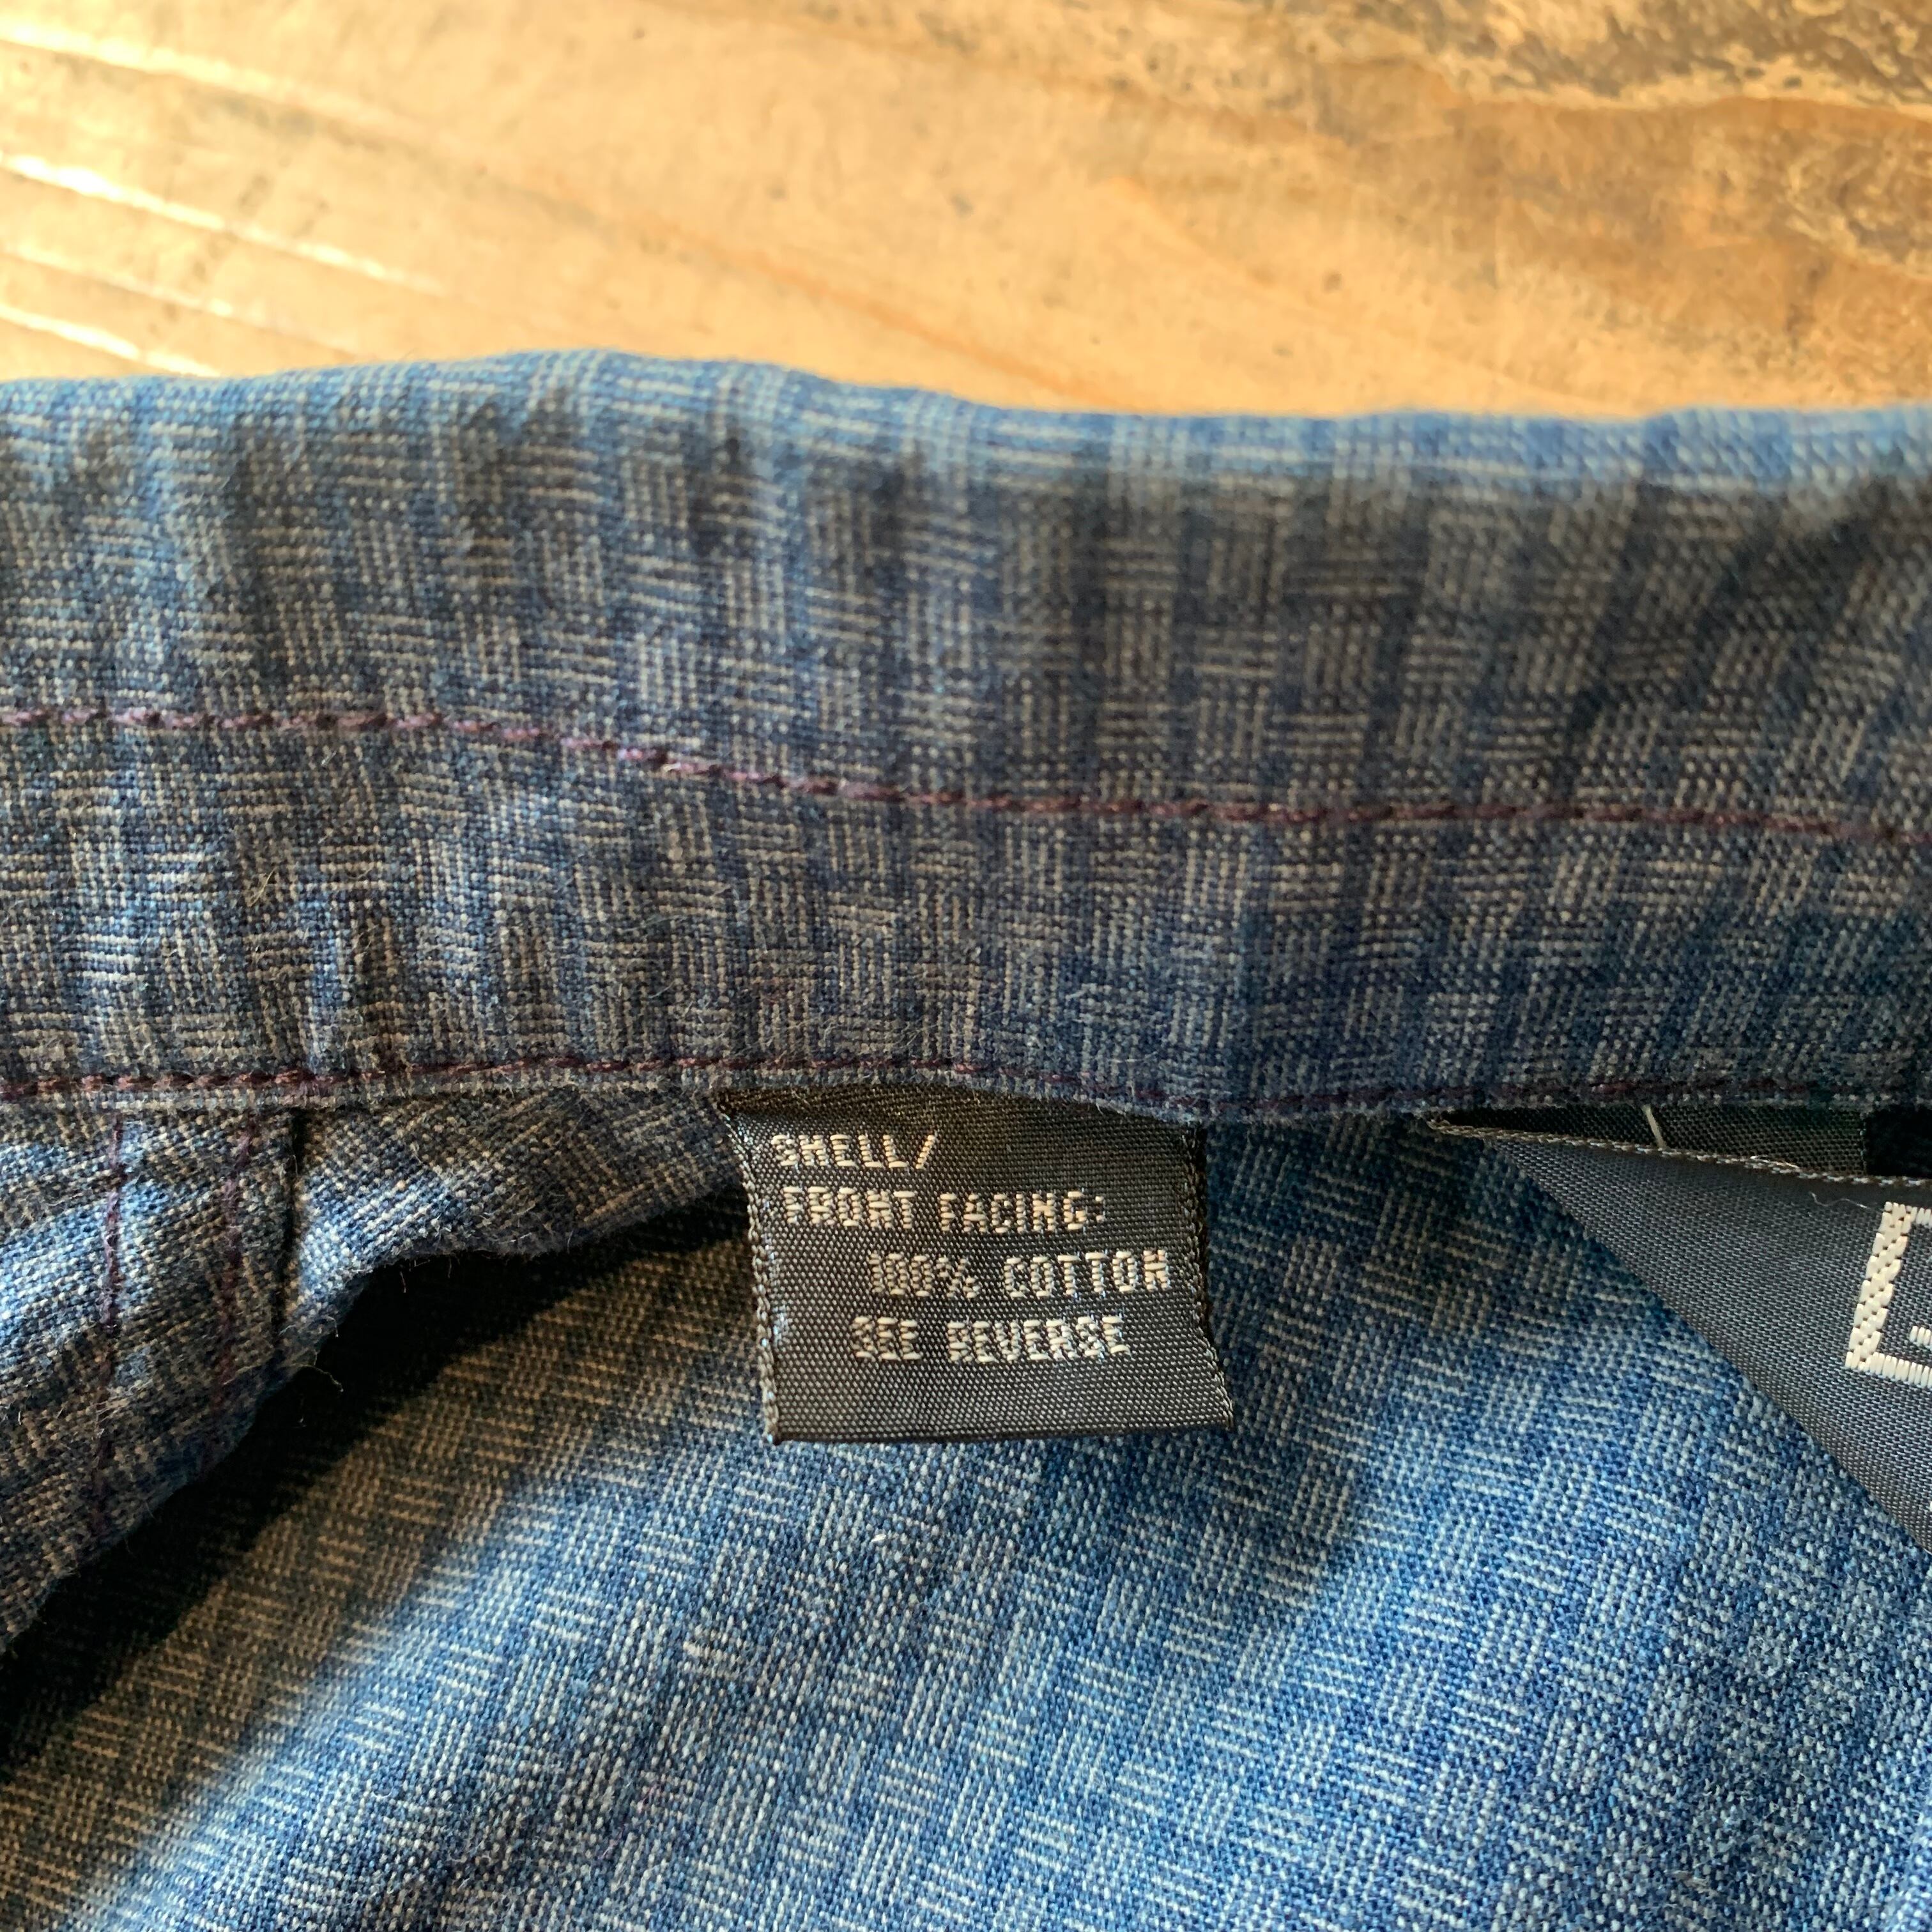 SHELL/
FRONT FACING:
100% COTTON
SEE REVERSE